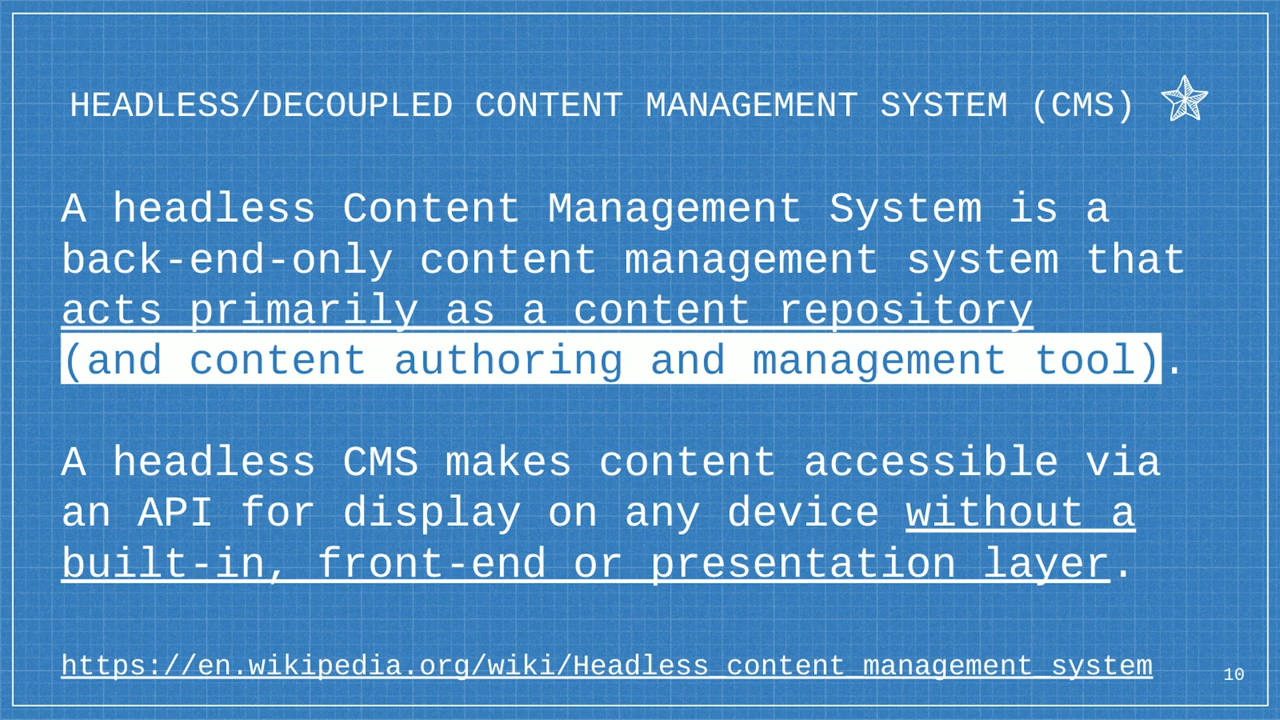 HEADLESS/DECOUPLED CONTENT MANAGEMENT SYSTEM (CMS)
A headless Content Management System is a
back-end-only content management system that
acts primarily as a content repository
(and content authoring and management tool).
A headless CMS makes content accessible via
an API for display on any device without a
built-in, front-end or presentation layer.
https://en.wikipedia.org/wiki/Headless_content_management_system
10